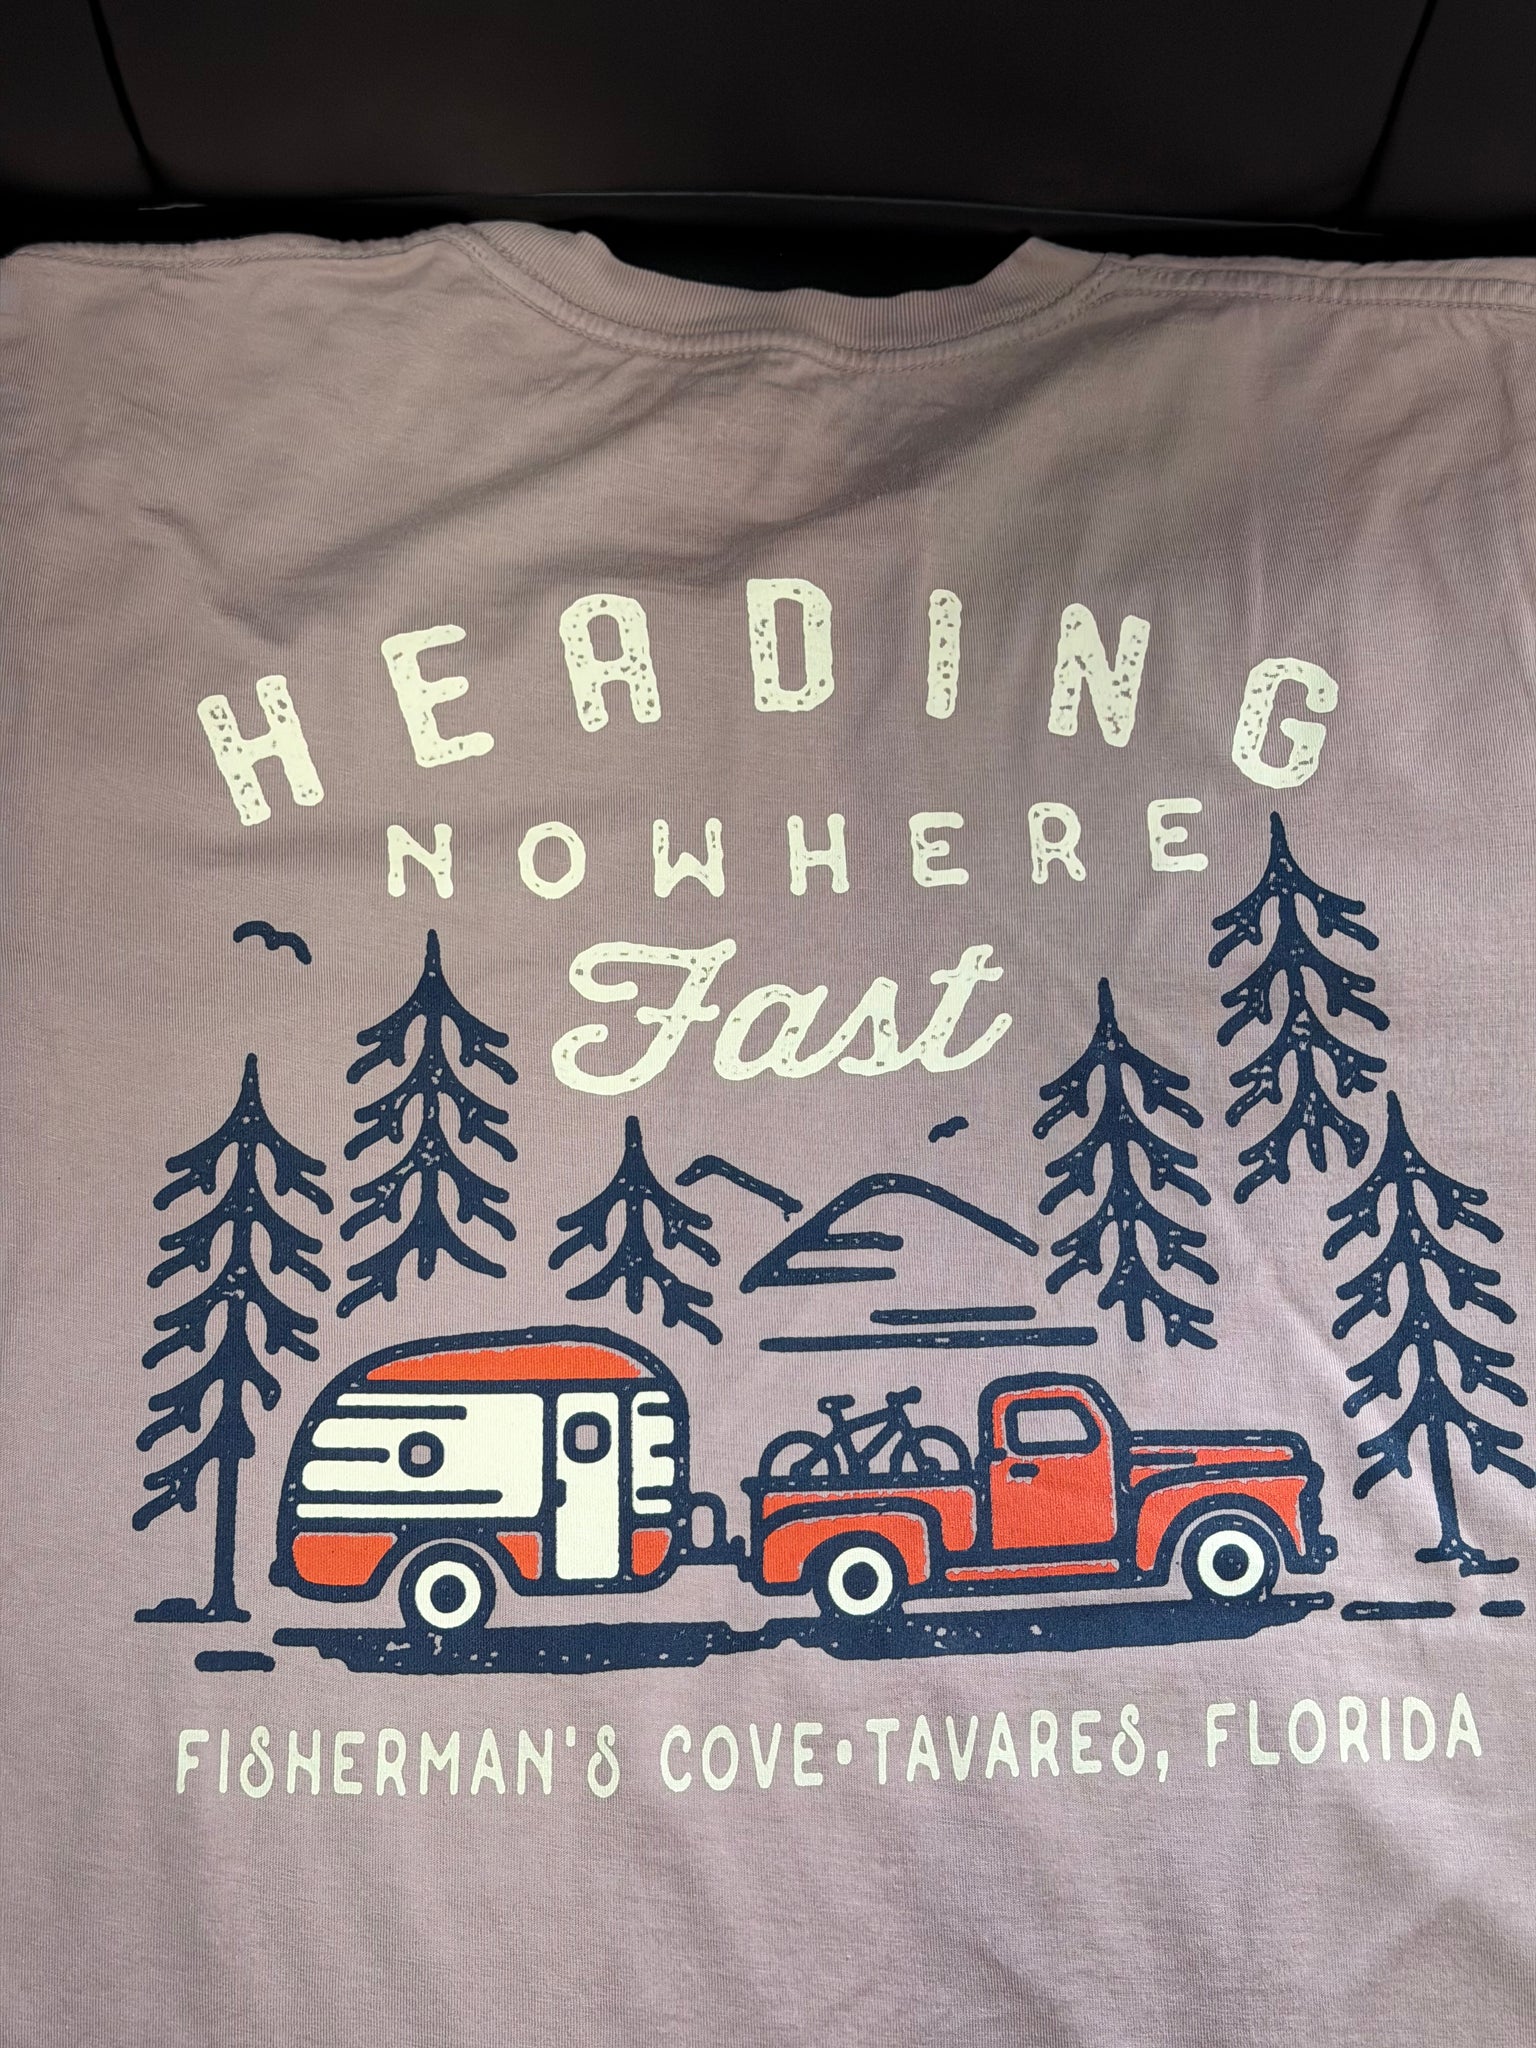 HEADING
NOWHERE
Fast
FISHERMAN'S COVE•TAVARES, FLORIDA